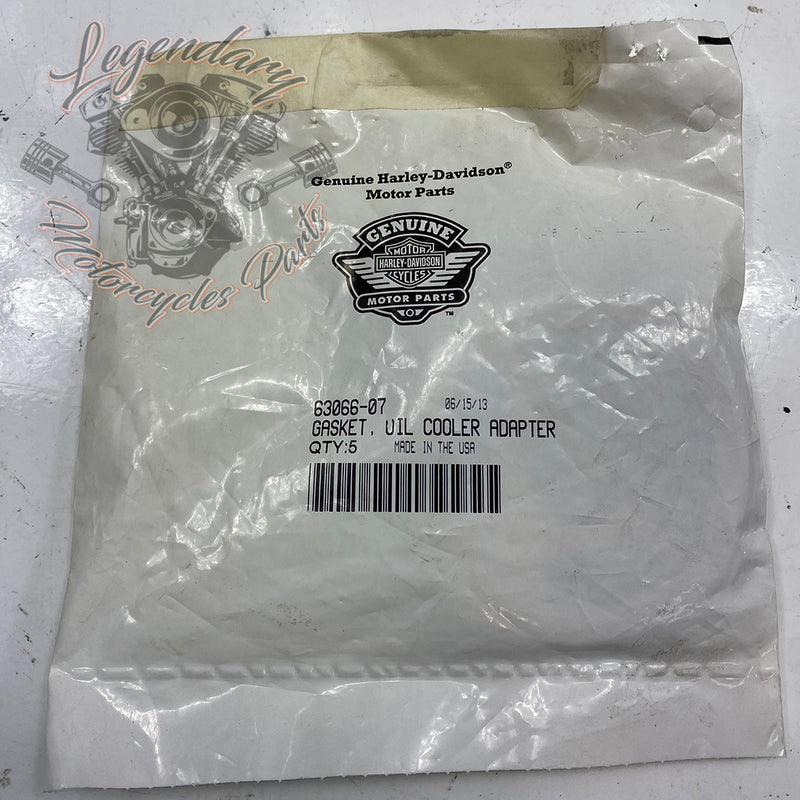 Legendary
Motorcycles Parts
Genuine Harley-Davidson®
Motor Parts
GENUINE
MOTOR
HARLEY-DAVIDSON
CYCLES
MOTOR PARTS
™
63066-07 06/15/13
GASKET, OIL COOLER ADAPTER
QTY:5 MADE IN THE USA